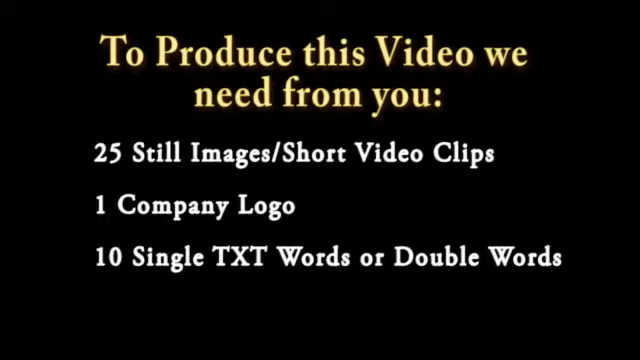 To Produce this Video we
need from you:
25 Still Images/Short Video Clips
1 Company Logo
10 Single TXT Words or Double Words